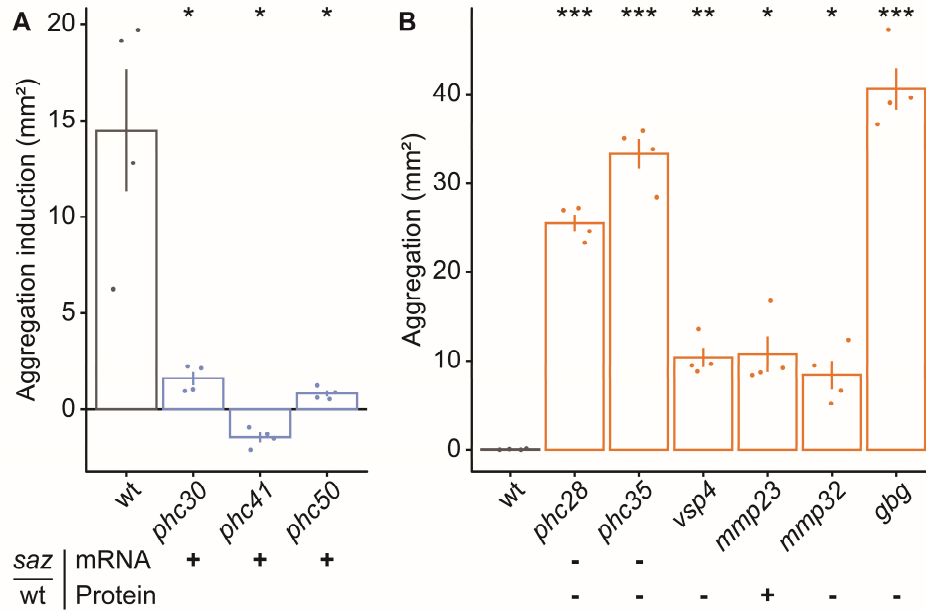 A
* * *
Aggregation induction (mm²)
20
15
10
5
0
wt phc30 phc41 phc50
B
*** *** ** * * ***
Aggregation (mm²)
40
30
20
10
0
wt phc28 phc35 vsp4 mmp23 mmp32 gbg
saz mRNA + + + - -
wt Protein - - - + - -